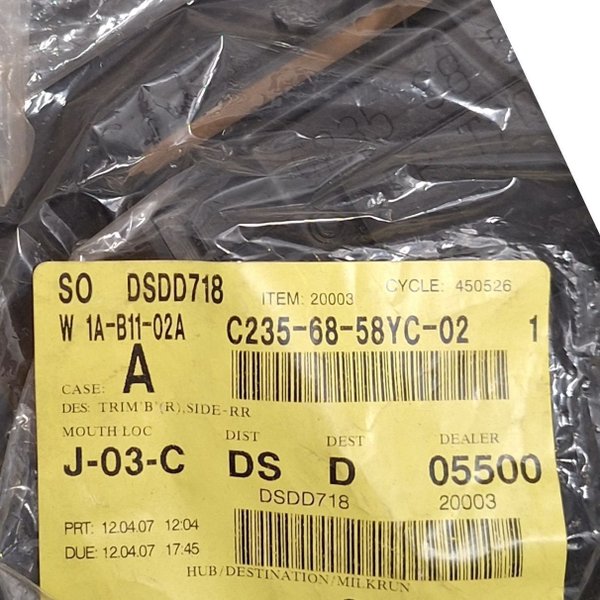 SO DSDD718 ITEM: 20003 CYCLE: 450526
W 1A-B11-02A C235-68-58YC-02 1
CASE: A
DES: TRIM'B'(R),SIDE-RR
MOUTH LOC DIST DEST DEALER
J-03-C DS D 05500
DSDD718 20003
PRT: 12.04.07 12:04
DUE: 12.04.07 17:45
HUB/DESTINATION/MILKRUN